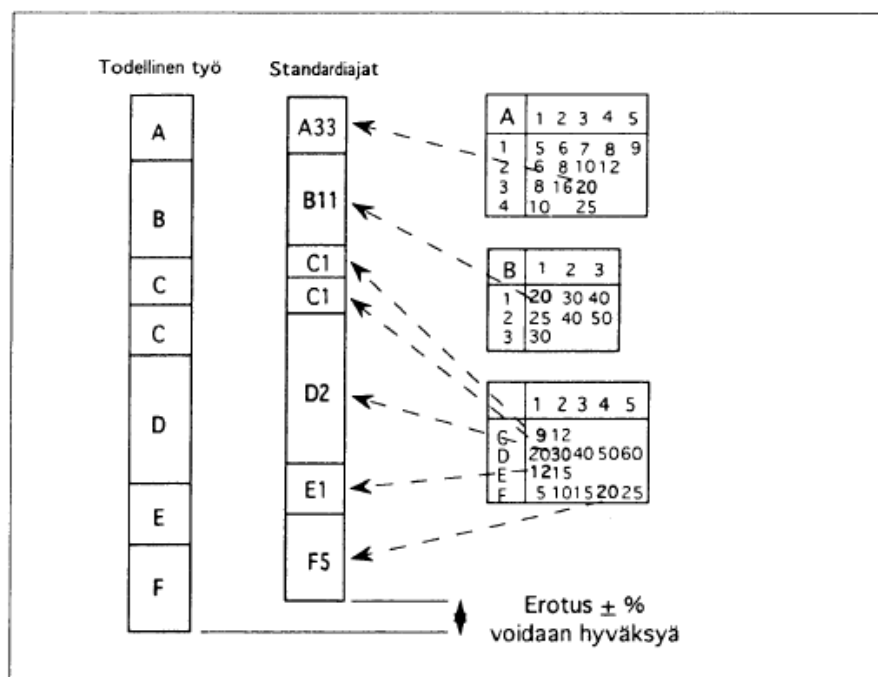 Todellinen työ
Standardiajat
A
B
C
C
D
E
F
A33
B11
C1
C1
D2
E1
F5
A 1 2 3 4 5
1 5 6 7 8 9
2 6 8 10 12
3 8 16 20
4 10 25
B 1 2 3
1 20 30 40
2 25 40 50
3 30
1 2 3 4 5
C 9 12
D 20 30 40 50 60
E 12 15
F 5 10 15 20 25
Erotus ± %
voidaan hyväksyä